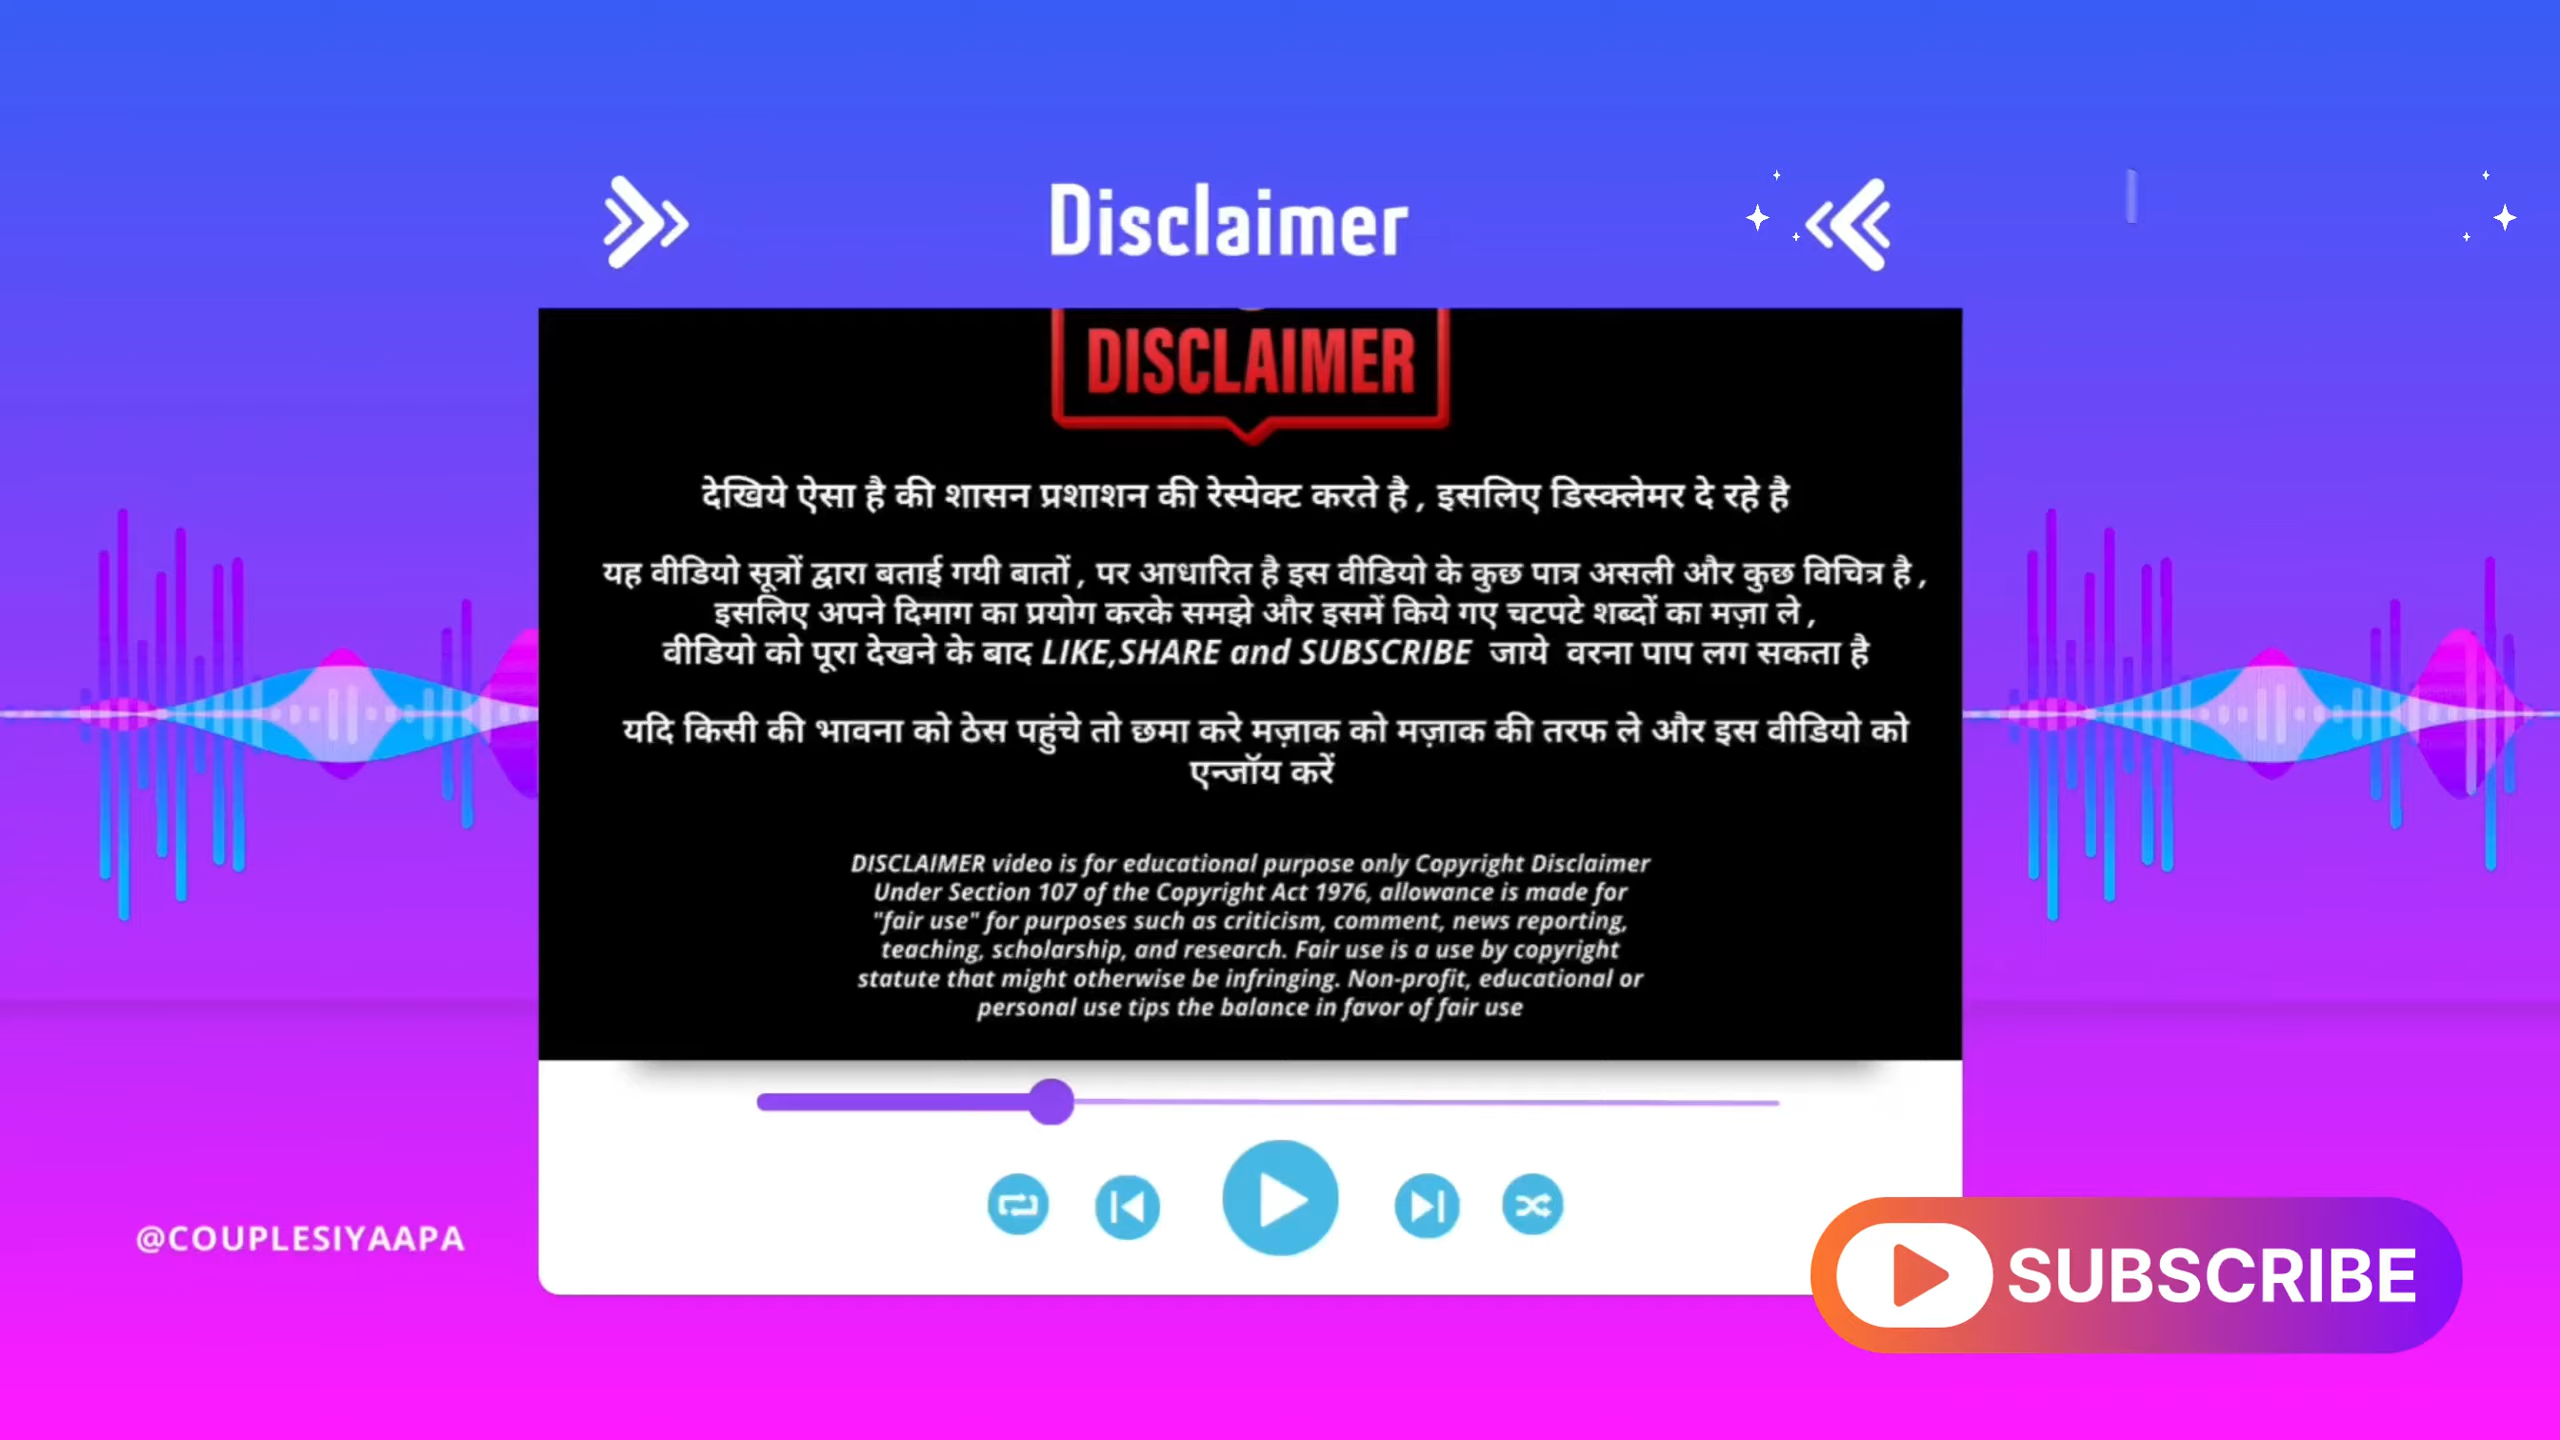 Disclaimer
DISCLAIMER
देखिये ऐसा है की शासन प्रशाशन की रेस्पेक्ट करते है , इसलिए डिस्क्लेमर दे रहे है
यह वीडियो सूत्रों द्वारा बताई गयी बातों , पर आधारित है इस वीडियो के कुछ पात्र असली और कुछ विचित्र है ,
इसलिए अपने दिमाग का प्रयोग करके समझे और इसमें किये गए चटपटे शब्दों का मज़ा ले ,
वीडियो को पूरा देखने के बाद LIKE,SHARE and SUBSCRIBE जाये वरना पाप लग सकता है
यदि किसी की भावना को ठेस पहुंचे तो छमा करे मज़ाक को मज़ाक की तरफ ले और इस वीडियो को
एन्जॉय करें
DISCLAIMER video is for educational purpose only Copyright Disclaimer
Under Section 107 of the Copyright Act 1976, allowance is made for
"fair use" for purposes such as criticism, comment, news reporting,
teaching, scholarship, and research. Fair use is a use by copyright
statute that might otherwise be infringing. Non-profit, educational or
personal use tips the balance in favor of fair use
@COUPLESIYAAPA
SUBSCRIBE